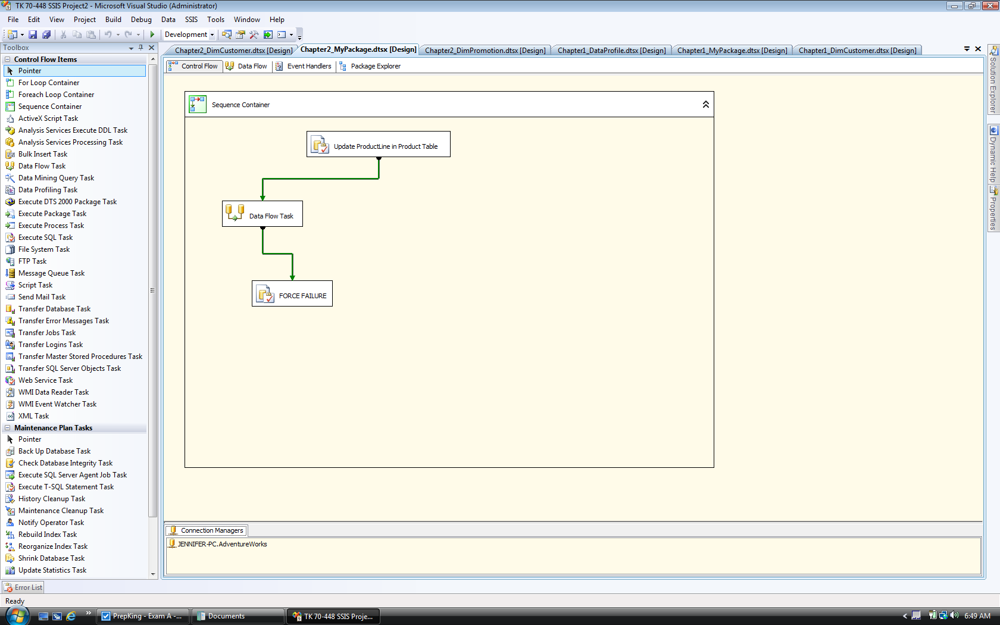 TK 70-448 SSIS Project2 - Microsoft Visual Studio (Administrator)
File Edit View Project Build Debug Data SSIS Tools Window Help
Development
Toolbox
Control Flow Items
Pointer
For Loop Container
Foreach Loop Container
Sequence Container
ActiveX Script Task
Analysis Services Execute DDL Task
Analysis Services Processing Task
Bulk Insert Task
Data Flow Task
Data Mining Query Task
Data Profiling Task
Execute DTS 2000 Package Task
Execute Package Task
Execute Process Task
Execute SQL Task
File System Task
FTP Task
Message Queue Task
Script Task
Send Mail Task
Transfer Database Task
Transfer Error Messages Task
Transfer Jobs Task
Transfer Logins Task
Transfer Master Stored Procedures Task
Transfer SQL Server Objects Task
Web Service Task
WMI Data Reader Task
WMI Event Watcher Task
XML Task
Maintenance Plan Tasks
Pointer
Back Up Database Task
Check Database Integrity Task
Execute SQL Server Agent Job Task
Execute T-SQL Statement Task
History Cleanup Task
Maintenance Cleanup Task
Notify Operator Task
Rebuild Index Task
Reorganize Index Task
Shrink Database Task
Update Statistics Task
Chapter2_DimCustomer.dtsx [Design] Chapter2_MyPackage.dtsx [Design] Chapter2_DimPromotion.dtsx [Design] Chapter1_DataProfile.dtsx [Design] Chapter1_MyPackage.dtsx [Design] Chapter1_DimCustomer.dtsx [Design]
Control Flow Data Flow Event Handlers Package Explorer
Sequence Container
Update ProductLine in Product Table
Data Flow Task
FORCE FAILURE
Connection Managers
JENNIFER-PC.AdventureWorks
Solution Explorer
Dynamic Help
Properties
Error List
Ready
PrepKing - Exam A -... Documents TK 70-448 SSIS Proje... 6:49 AM